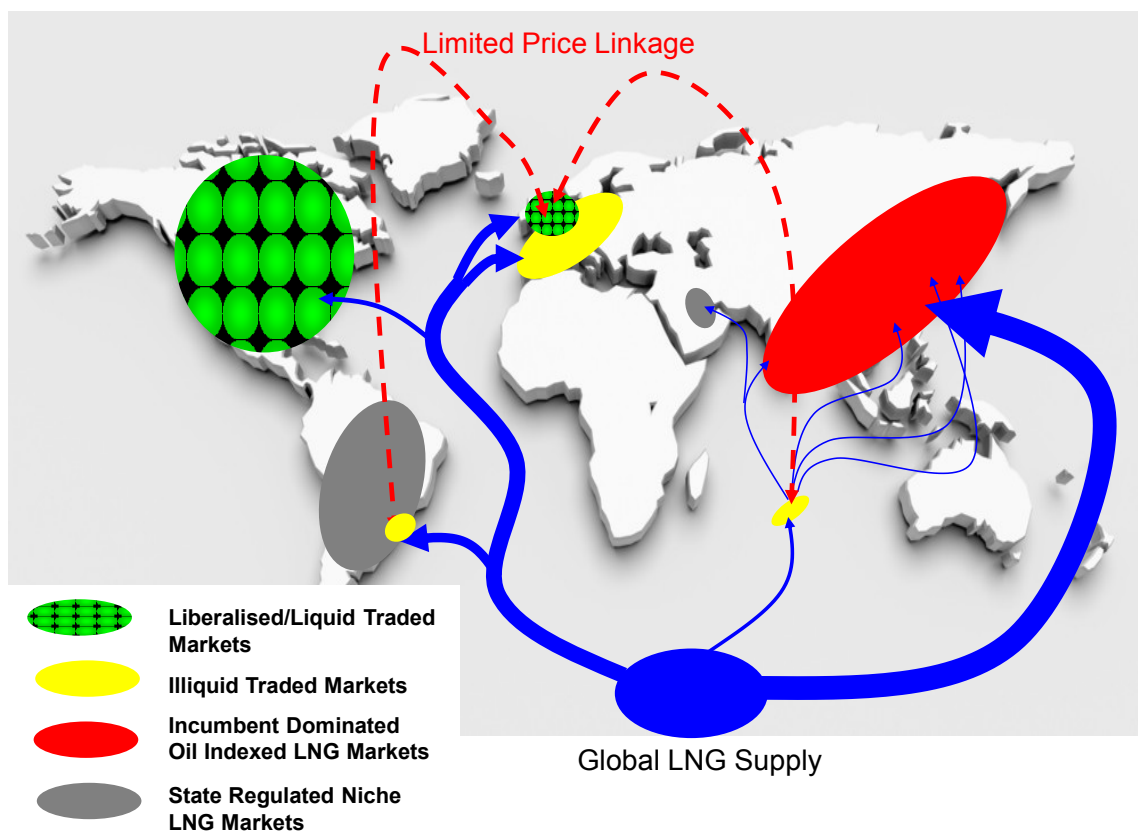 Limited Price Linkage
Liberalised/Liquid Traded
Markets
Illiquid Traded Markets
Incumbent Dominated
Oil Indexed LNG Markets
State Regulated Niche
LNG Markets
Global LNG Supply